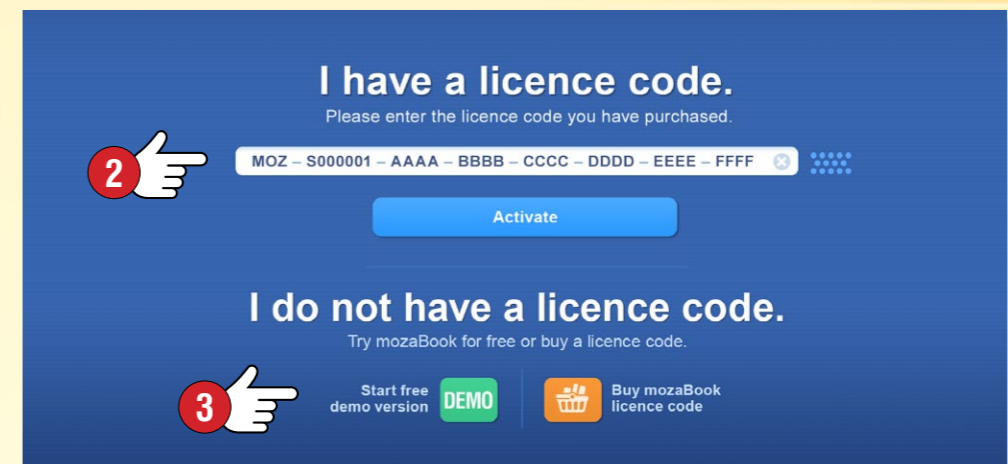 I have a licence code.
Please enter the licence code you have purchased.
2
MOZ – S000001 – AAAA – BBBB – CCCC – DDDD – EEEE – FFFF
Activate
I do not have a licence code.
Try mozaBook for free or buy a licence code.
3
Start free
demo version
DEMO
Buy mozaBook
licence code